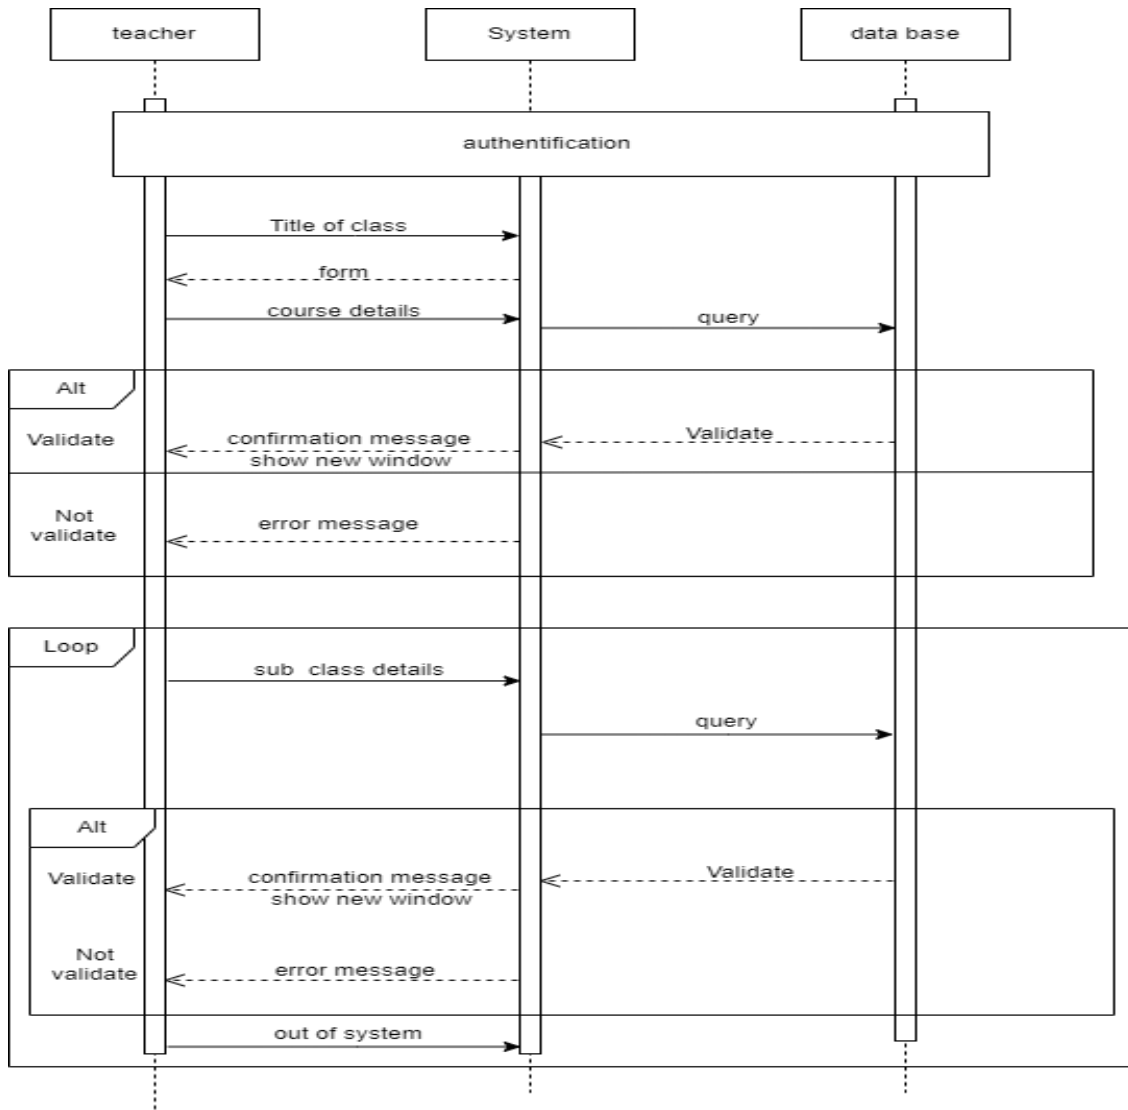 teacher
System
data base
authentification
Title of class
form
course details
query
Alt
Validate
confirmation message
show new window
Validate
Not
validate
error message
Loop
sub class details
query
Alt
Validate
confirmation message
show new window
Validate
Not
validate
error message
out of system